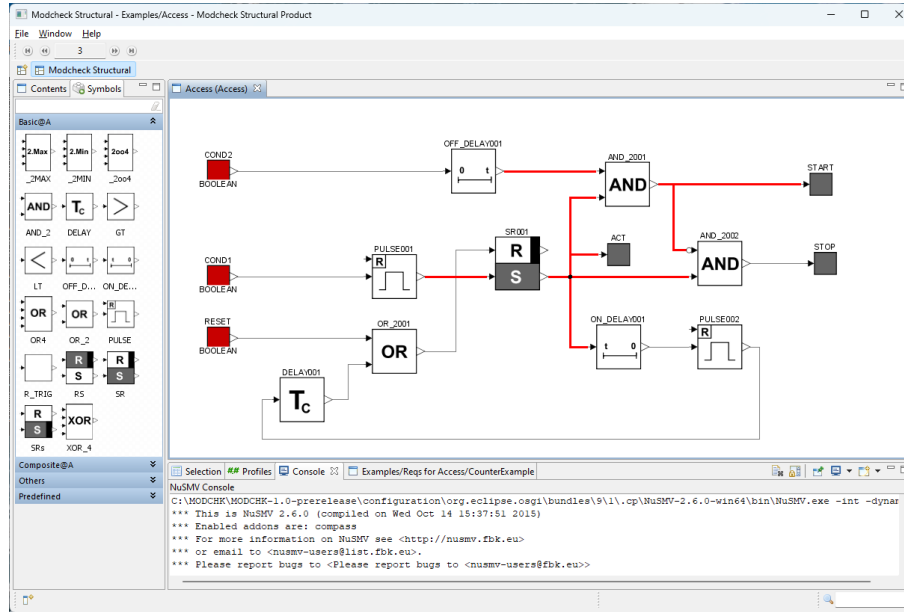 Modcheck Structural - Examples/Access - Modcheck Structural Product
File Window Help
3
Modcheck Structural
Contents Symbols
Access (Access)
Basic@A
2.Max 2.Min 2oo4
_2MAX _2MIN _2oo4
AND Tc >
AND_2 DELAY GT
< 0 t t 0
LT OFF_D... ON_DE...
OR OR R
OR4 OR_2 PULSE
R S R S
R_TRIG RS SR
R S XOR
SRs XOR_4
Composite@A
Others
Predefined
COND2
BOOLEAN
OFF_DELAY001
0 t
AND_2001
AND
START
COND1
BOOLEAN
PULSE001
R
SR001
R
S
ACT
AND_2002
AND
STOP
RESET
BOOLEAN
OR_2001
OR
ON_DELAY001
t 0
PULSE002
R
DELAY001
Tc
Selection Profiles Console Examples/Reqs for Access/CounterExample
NuSMV Console
C:\MODCHK\MODCHK-1.0-prerelease\configuration\org.eclipse.osgi\bundles\9\1\.cp\NuSMV-2.6.0-win64\bin\NuSMV.exe -int -dynam
*** This is NuSMV 2.6.0 (compiled on Wed Oct 14 15:37:51 2015)
*** Enabled addons are: compass
*** For more information on NuSMV see <http://nusmv.fbk.eu>
*** or email to <nusmv-users@list.fbk.eu>.
*** Please report bugs to <Please report bugs to <nusmv-users@fbk.eu>>